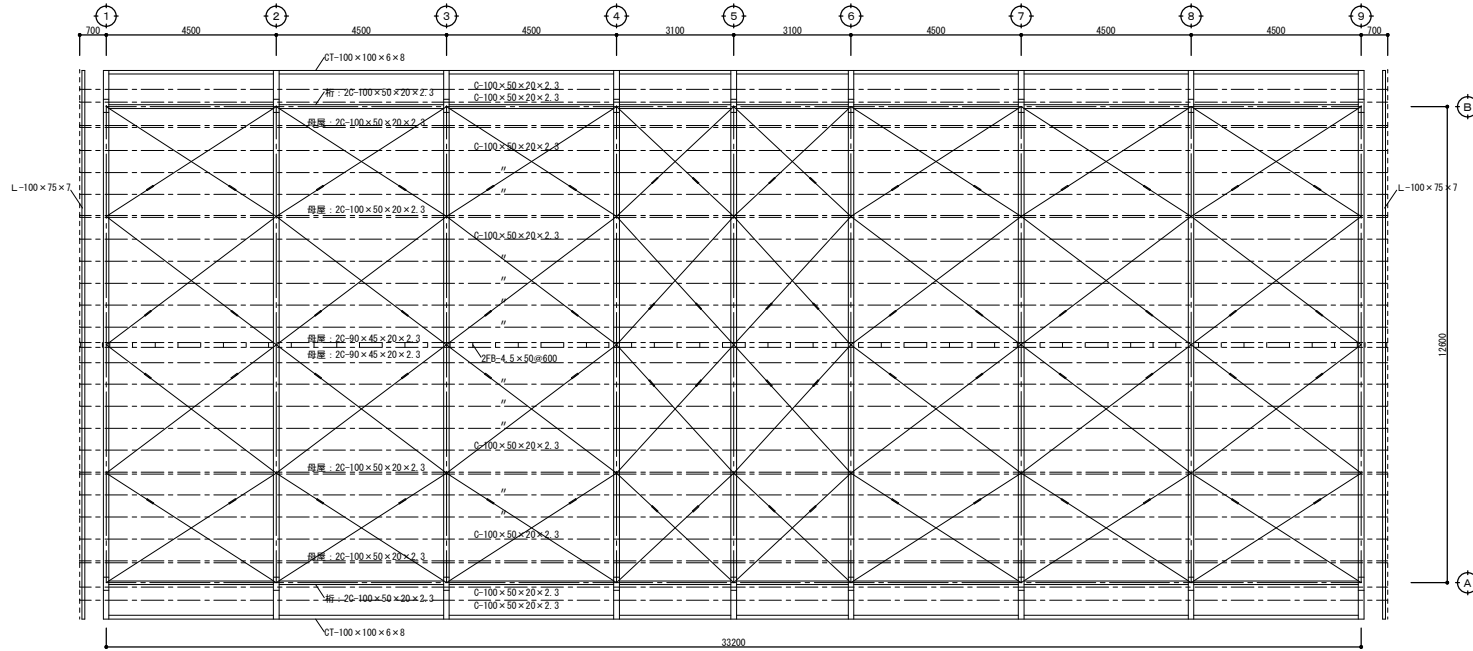 1 2 3 4 5 6 7 8 9
700 4500 4500 4500 3100 3100 4500 4500 4500 700
CT-100×100×6×8
C-100×50×20×2.3
桁：2C-100×50×20×2.3
C-100×50×20×2.3
B
母屋：2C-100×50×20×2.3
C-100×50×20×2.3
〃
L-100×75×7
L-100×75×7
〃
母屋：2C-100×50×20×2.3
C-100×50×20×2.3
〃
〃
〃
〃
母屋：2C-90×45×20×2.3
12600
母屋：2C-90×45×20×2.3
2FB-4.5×50@600
〃
〃
〃
C-100×50×20×2.3
母屋：2C-100×50×20×2.3
〃
〃
C-100×50×20×2.3
母屋：2C-100×50×20×2.3
A
C-100×50×20×2.3
桁：2C-100×50×20×2.3
C-100×50×20×2.3
CT-100×100×6×8
33200